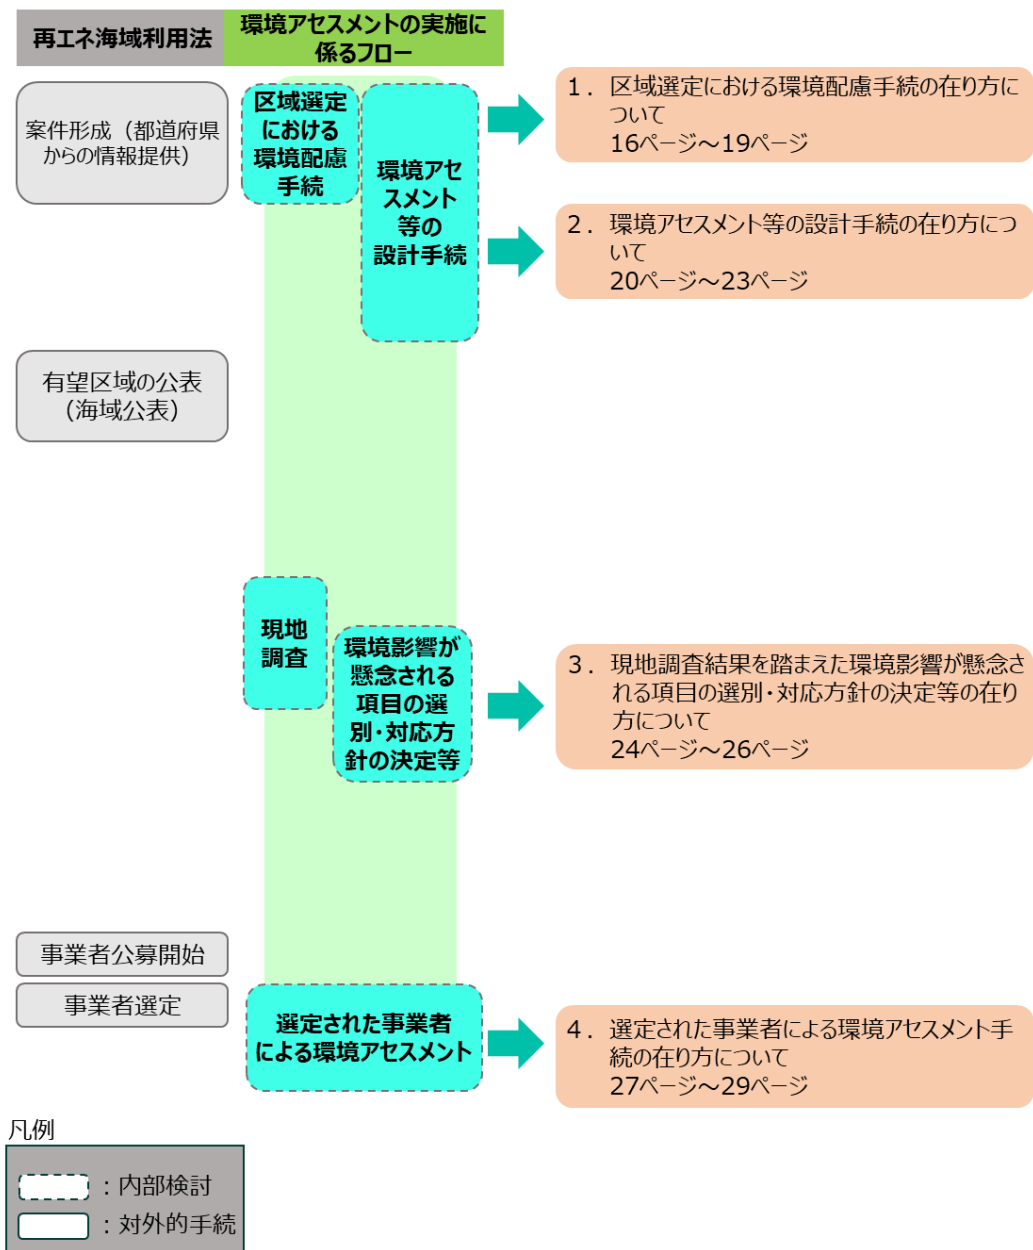 再エネ海域利用法
環境アセスメントの実施に
係るフロー
案件形成（都道府県
からの情報提供）
区域選定
における
環境配慮
手続
環境アセ
スメント
等の
設計手続
1．区域選定における環境配慮手続の在り方に
ついて
16ページ～19ページ
2．環境アセスメント等の設計手続の在り方につ
いて
20ページ～23ページ
有望区域の公表
（海域公表）
現地
調査
環境影響が
懸念される
項目の選
別・対応方
針の決定等
3．現地調査結果を踏まえた環境影響が懸念さ
れる項目の選別・対応方針の決定等の在り
方について
24ページ～26ページ
事業者公募開始
事業者選定
選定された事業者
による環境アセスメント
4．選定された事業者による環境アセスメント手
続の在り方について
27ページ～29ページ
凡例
：内部検討
：対外的手続